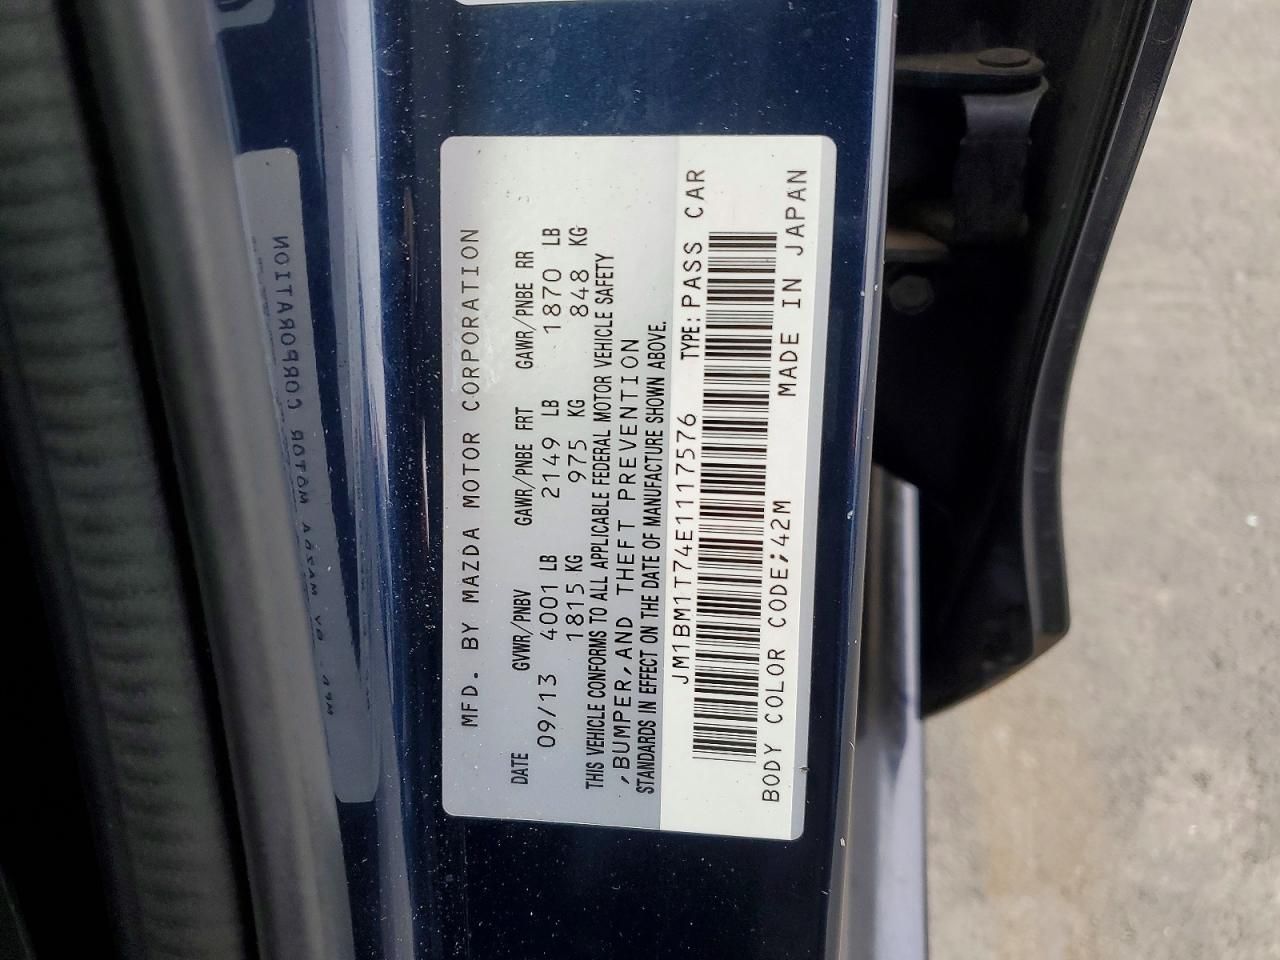 MFD. BY MAZDA MOTOR CORPORATION
DATE GVWR/PNBV GAWR/PNBE FRT GAWR/PNBE RR
09/13 4001 LB 2149 LB 1870 LB
1815 KG 975 KG 848 KG
THIS VEHICLE CONFORMS TO ALL APPLICABLE FEDERAL MOTOR VEHICLE SAFETY
,BUMPER,AND THEFT PREVENTION
STANDARDS IN EFFECT ON THE DATE OF MANUFACTURE SHOWN ABOVE.
JM1BM1T74E1117576 TYPE: PASS CAR
BODY COLOR CODE;42M MADE IN JAPAN